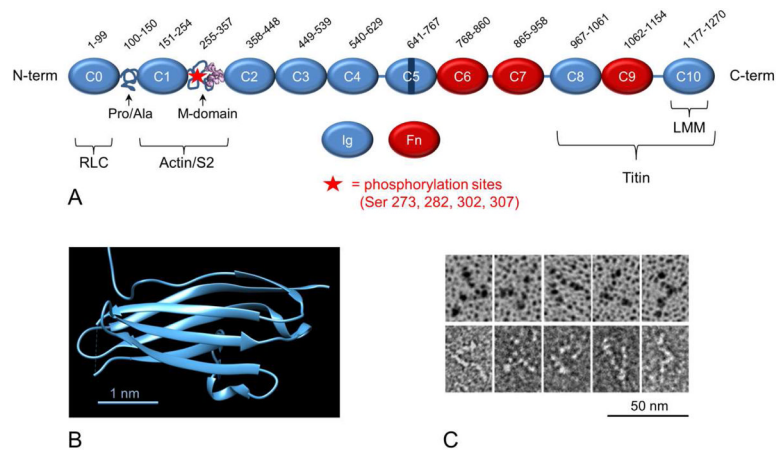 1-99 100-150 151-254 255-357 358-448 449-539 540-629 641-767 768-860 865-958 967-1061 1062-1154 1177-1270
N-term C0 C1 C2 C3 C4 C5 C6 C7 C8 C9 C10 C-term
Pro/Ala M-domain
LMM
RLC Actin/S2 Ig Fn Titin
= phosphorylation sites
(Ser 273, 282, 302, 307)
A
1 nm
50 nm
B C